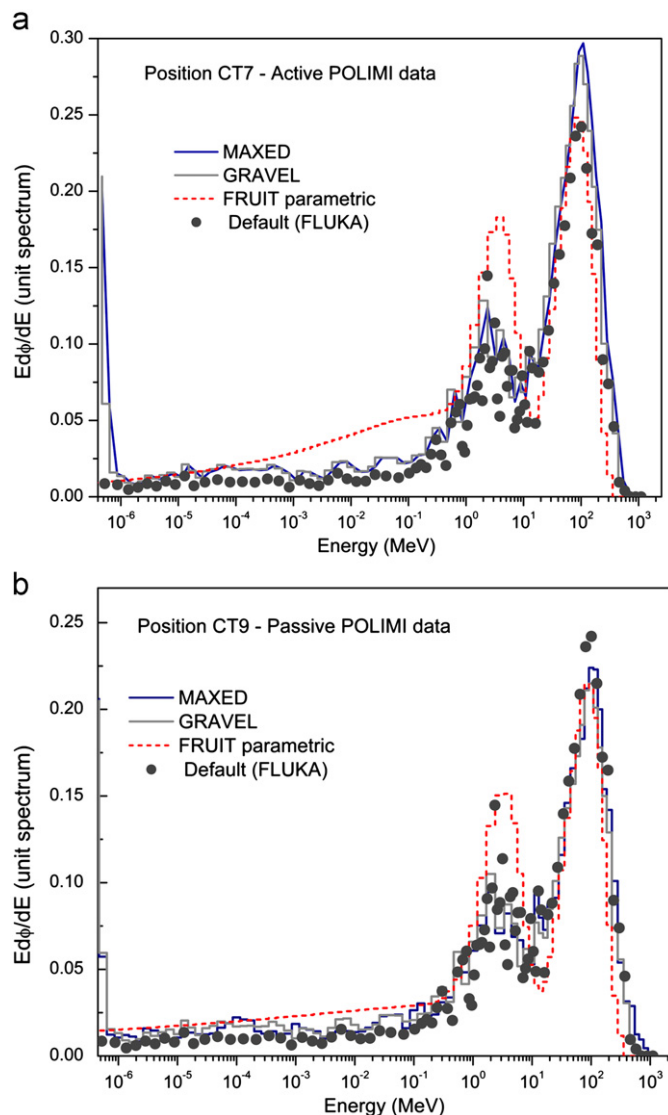 a
0.30
Position CT7 - Active POLIMI data
0.25
MAXED
GRAVEL
FRUIT parametric
Default (FLUKA)
0.20
0.15
0.10
0.05
0.00
Edϕ/dE (unit spectrum)
10⁻⁶ 10⁻⁵ 10⁻⁴ 10⁻³ 10⁻² 10⁻¹ 10⁰ 10¹ 10² 10³
Energy (MeV)
b
0.25
Position CT9 - Passive POLIMI data
0.20
MAXED
GRAVEL
FRUIT parametric
Default (FLUKA)
0.15
0.10
0.05
0.00
Edϕ/dE (unit spectrum)
10⁻⁶ 10⁻⁵ 10⁻⁴ 10⁻³ 10⁻² 10⁻¹ 10⁰ 10¹ 10² 10³
Energy (MeV)